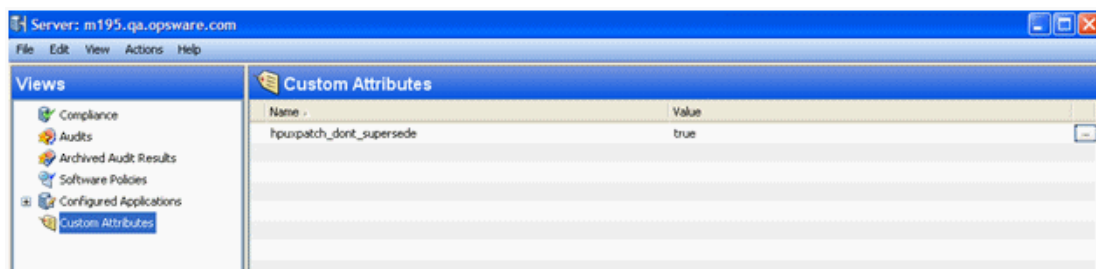 Server: m195.qa.opsware.com
File Edit View Actions Help
Views
Custom Attributes
Compliance
Audits
Archived Audit Results
Software Policies
Configured Applications
Custom Attributes
Name Value
hpuxpatch_dont_supersede true
...